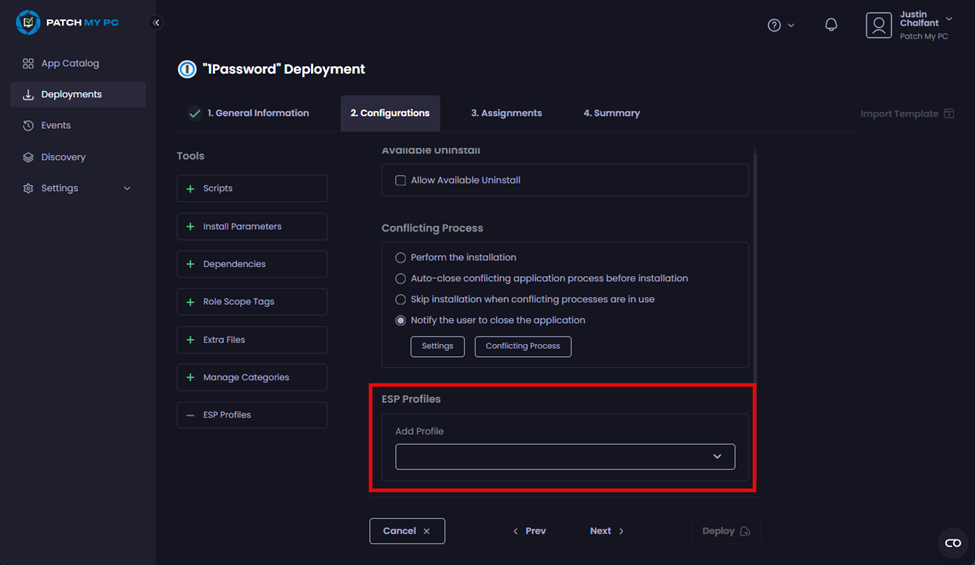 PATCH MY PC
Justin
Chalfant
Patch My PC
App Catalog
Deployments
Events
Discovery
Settings
"1Password" Deployment
1. General Information
2. Configurations
3. Assignments
4. Summary
Import Template
Tools
Scripts
Install Parameters
Dependencies
Role Scope Tags
Extra Files
Manage Categories
ESP Profiles
Available Uninstall
Allow Available Uninstall
Conflicting Process
Perform the installation
Auto-close conflicting application process before installation
Skip installation when conflicting processes are in use
Notify the user to close the application
Settings
Conflicting Process
ESP Profiles
Add Profile
Cancel
Prev
Next
Deploy